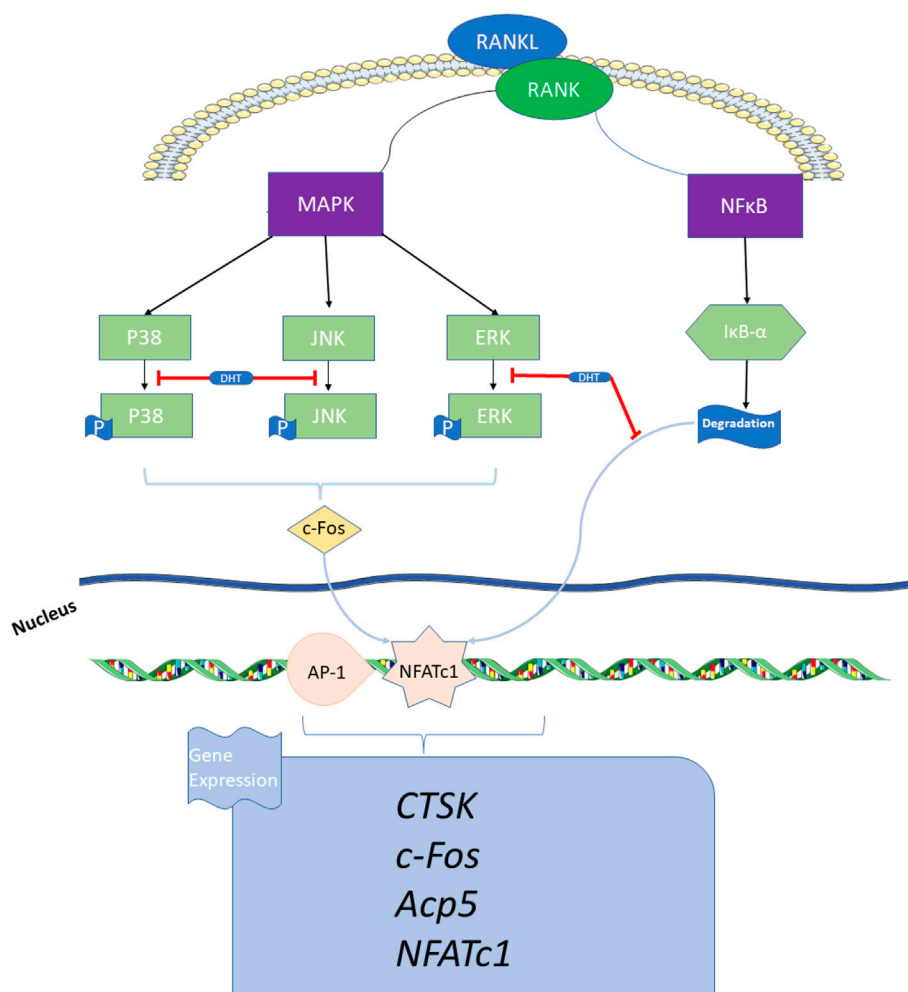 RANKL
RANK
MAPK
NFκB
P38
JNK
ERK
IκB-α
DHT
DHT
P38
P
JNK
P
ERK
P
Degradation
c-Fos
Nucleus
AP-1
NFATc1
Gene
Expression
CTSK
c-Fos
Acp5
NFATc1